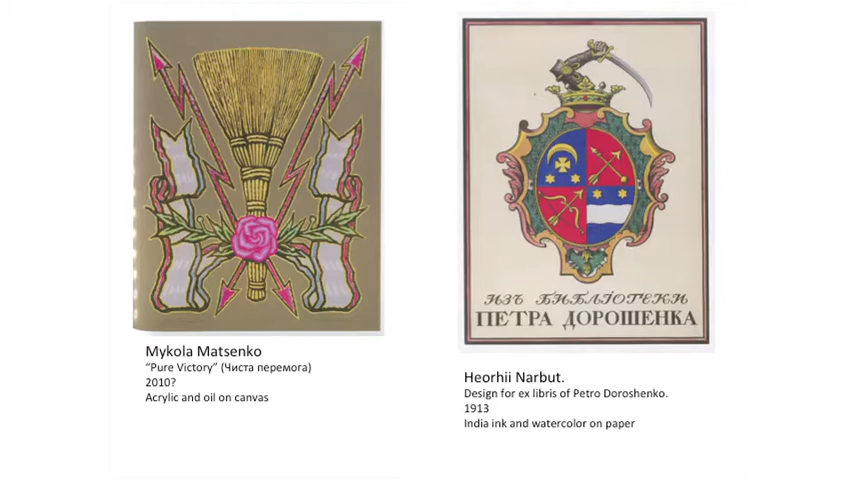 Mykola Matsenko
“Pure Victory” (Чиста перемога)
2010?
Acrylic and oil on canvas
ИЗЪ БИБЛІОТЕКИ
ПЕТРА ДОРОШЕНКА
Heorhii Narbut.
Design for ex libris of Petro Doroshenko.
1913
India ink and watercolor on paper